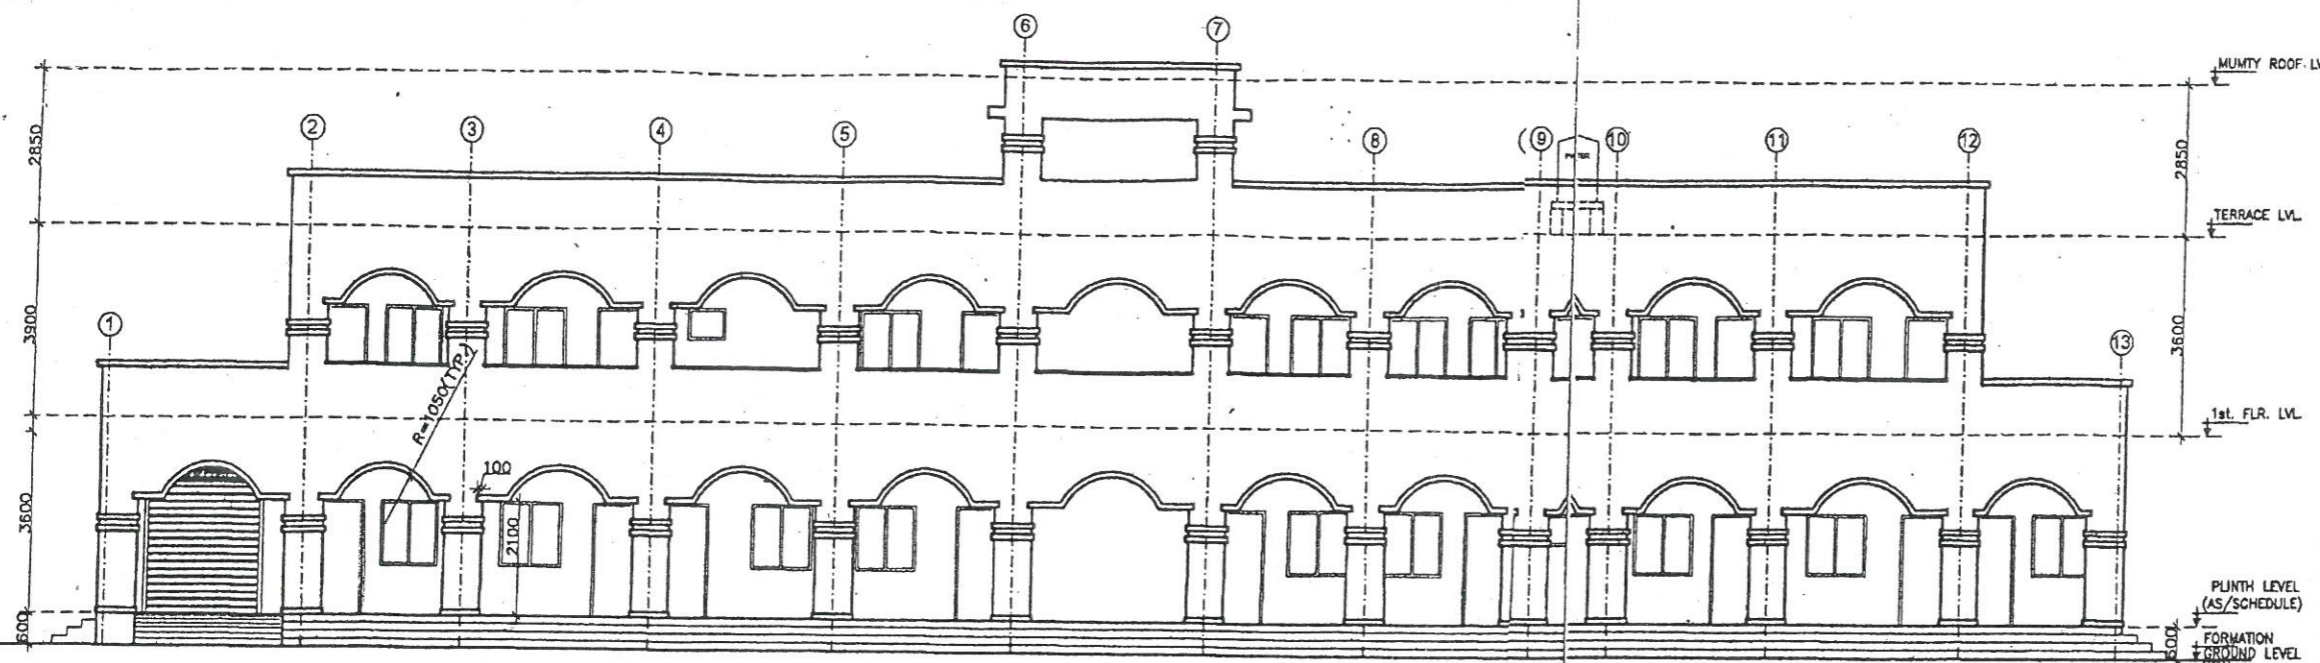 6
7
MUMTY ROOF. LV
2850
2
3
4
5
8
9
10
11
12
2850
TERRACE LVL.
3900
1
3600
13
R=1050(TYP.)
1st. FLR. LVL.
100
3600
2100
PLINTH LEVEL
(AS/SCHEDULE)
600
600
FORMATION
GROUND LEVEL